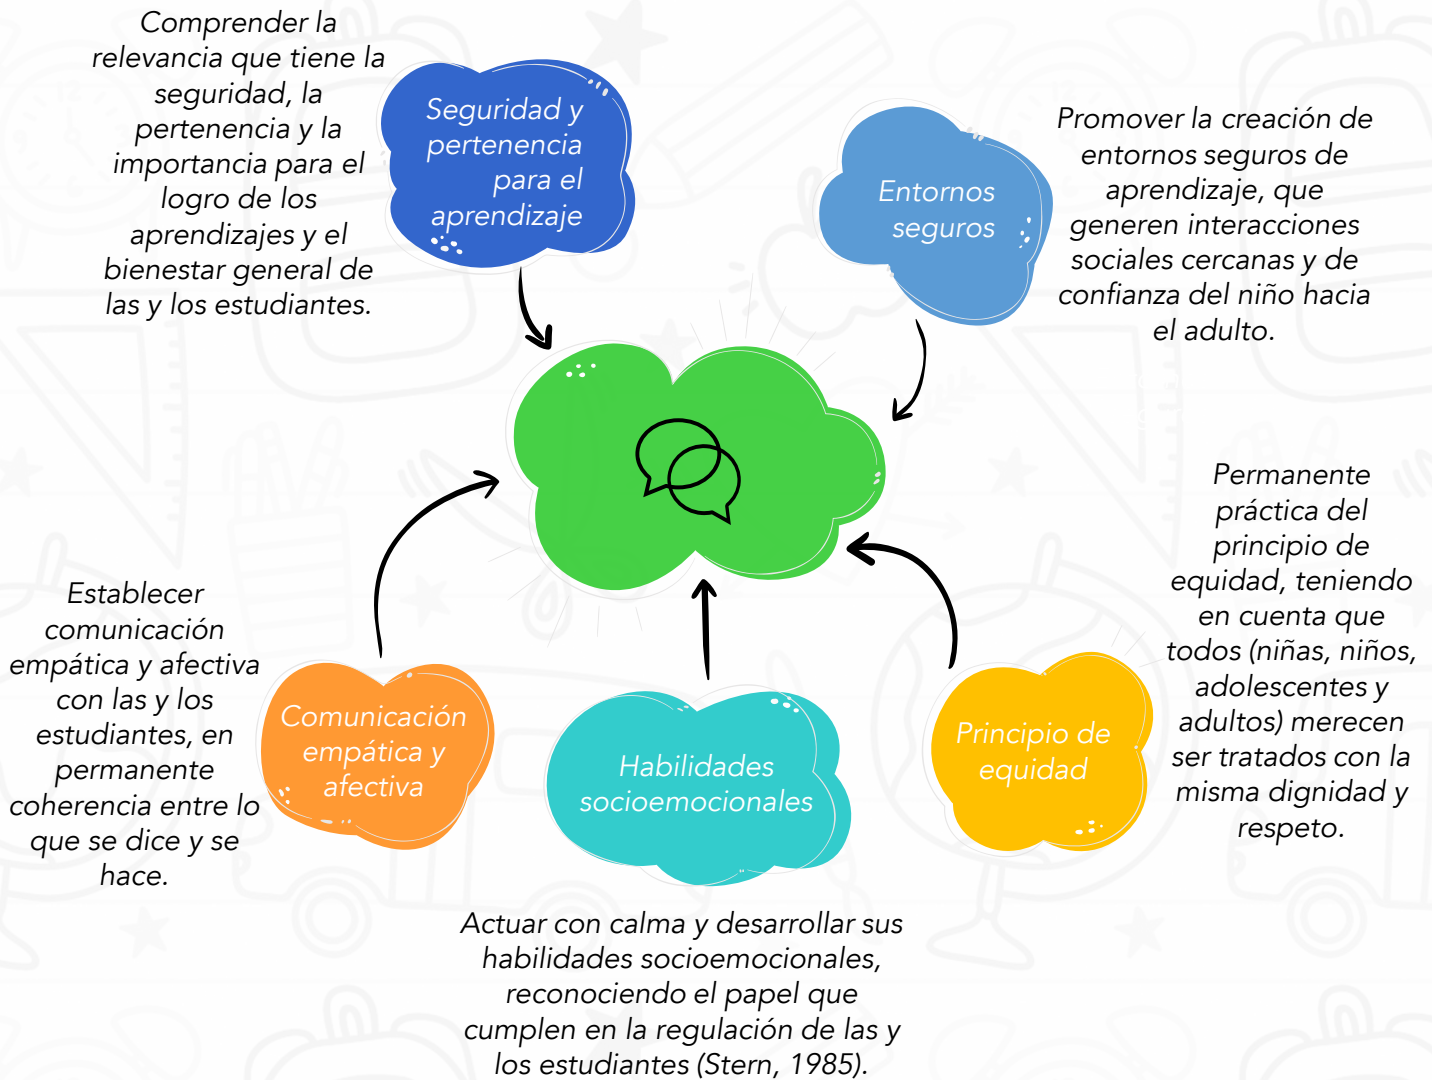 Comprender la
relevancia que tiene la
seguridad, la
pertenencia y la
importancia para el
logro de los
aprendizajes y el
bienestar general de
las y los estudiantes.
Seguridad y
pertenencia
para el
aprendizaje
Entornos
seguros
Promover la creación de
entornos seguros de
aprendizaje, que
generen interacciones
sociales cercanas y de
confianza del niño hacia
el adulto.
Establecer
comunicación
empática y afectiva
con las y los
estudiantes, en
permanente
coherencia entre lo
que se dice y se
hace.
Comunicación
empática y
afectiva
Habilidades
socioemocionales
Actuar con calma y desarrollar sus
habilidades socioemocionales,
reconociendo el papel que
cumplen en la regulación de las y
los estudiantes (Stern, 1985).
Principio de
equidad
Permanente
práctica del
principio de
equidad, teniendo
en cuenta que
todos (niñas, niños,
adolescentes y
adultos) merecen
ser tratados con la
misma dignidad y
respeto.